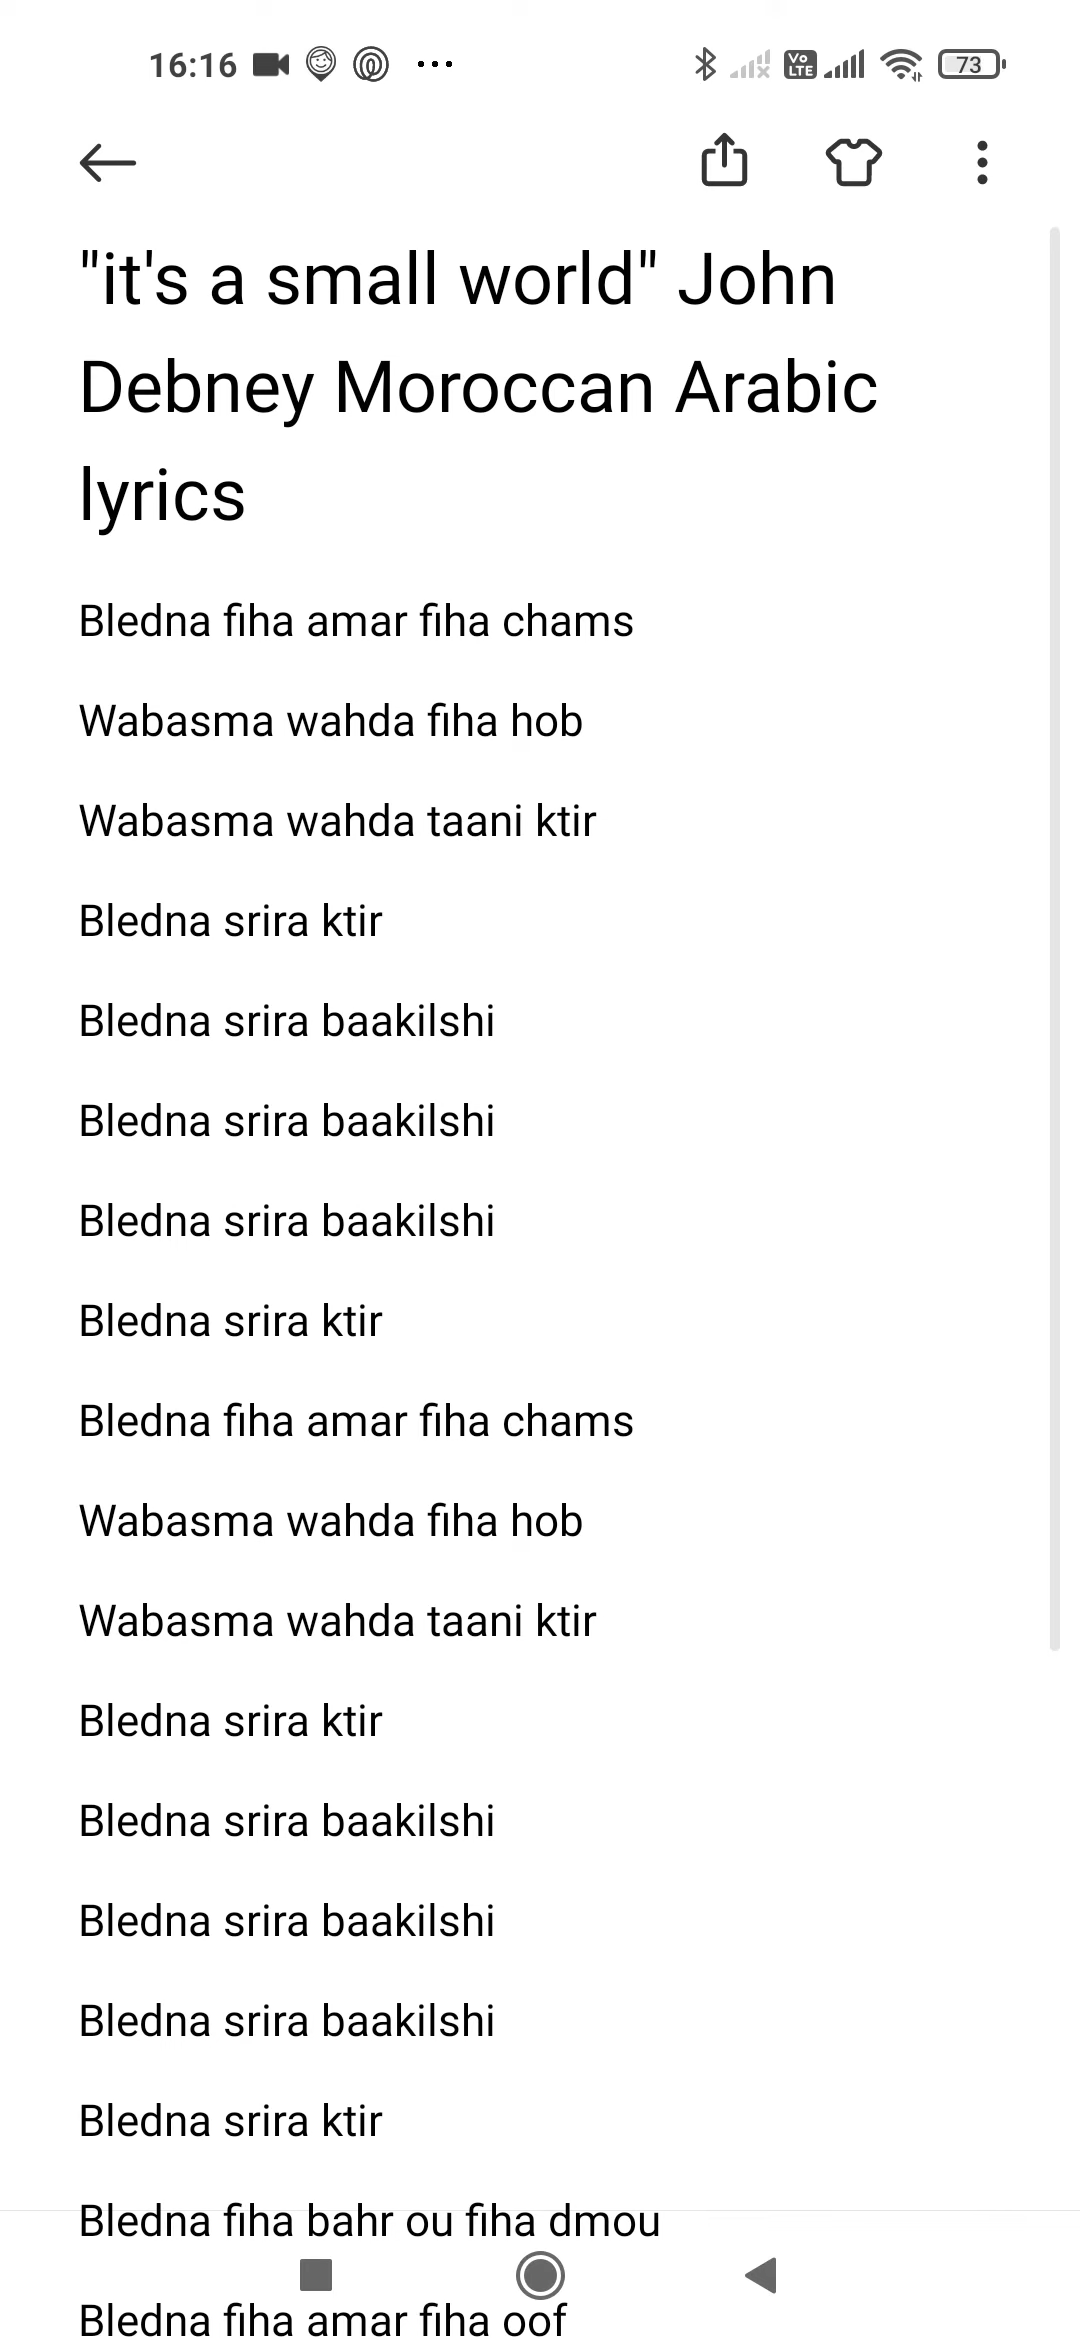 16:16
Vo
LTE
73
"it's a small world" John
Debney Moroccan Arabic
lyrics
Bledna fiha amar fiha chams
Wabasma wahda fiha hob
Wabasma wahda taani ktir
Bledna srira ktir
Bledna srira baakilshi
Bledna srira baakilshi
Bledna srira baakilshi
Bledna srira ktir
Bledna fiha amar fiha chams
Wabasma wahda fiha hob
Wabasma wahda taani ktir
Bledna srira ktir
Bledna srira baakilshi
Bledna srira baakilshi
Bledna srira baakilshi
Bledna srira ktir
Bledna fiha bahr ou fiha dmou
Bledna fiha amar fiha oof